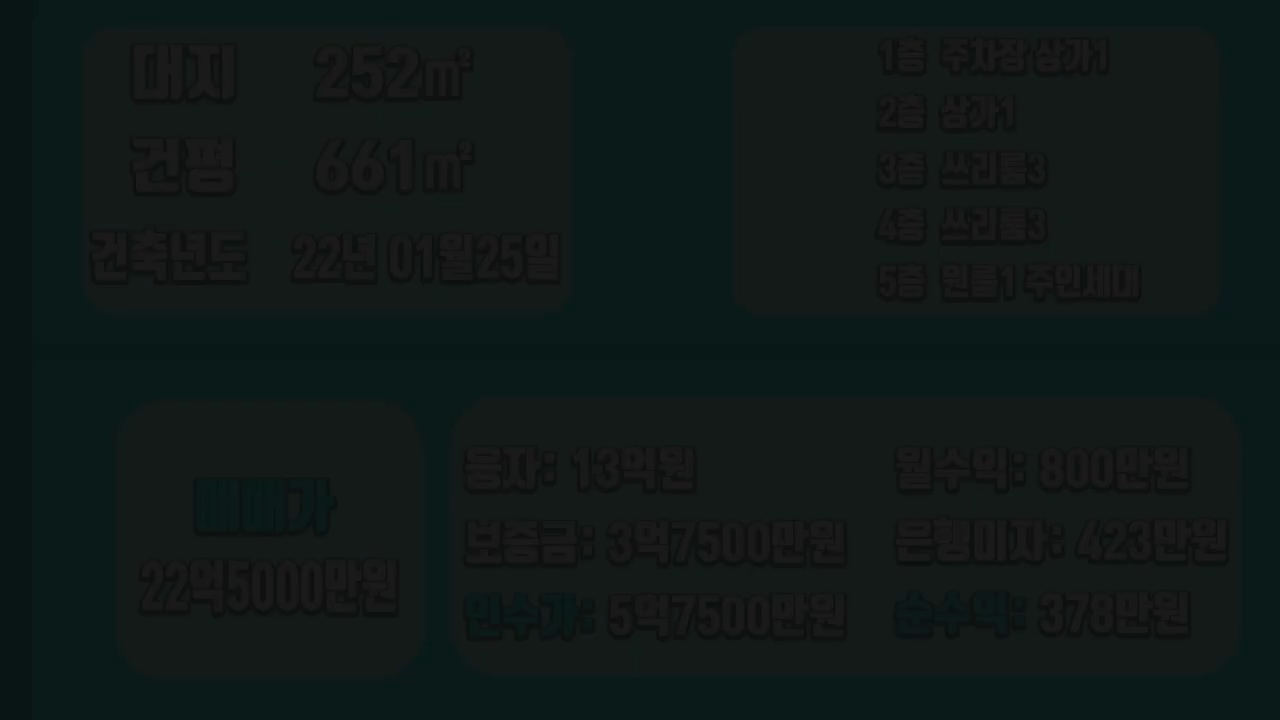 대지 252㎡
건평 661㎡
건축년도 22년 01월25일
1층 주차장 상가1
2층 상가1
3층 쓰리룸3
4층 쓰리룸3
5층 원룸1 주인세대
매매가
22억5000만원
융자: 13억원
보증금: 3억7500만원
인수가: 5억7500만원
월수익: 800만원
은행이자: 423만원
순수익: 378만원